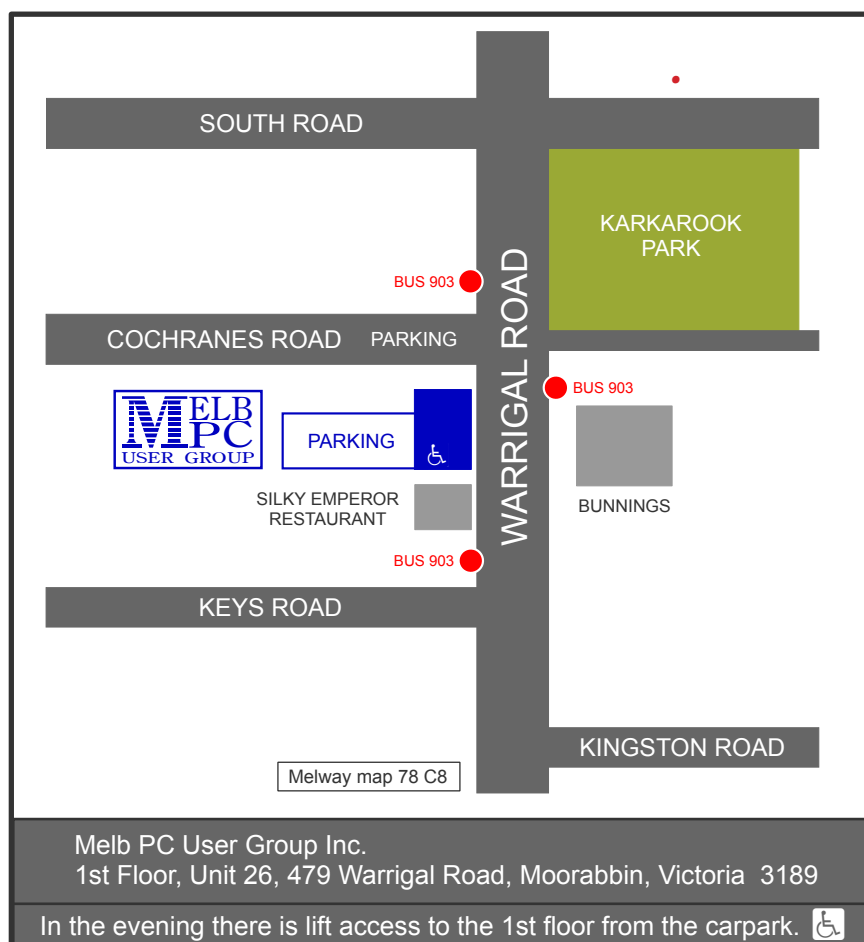 SOUTH ROAD
KARKAROOK
PARK
BUS 903
WARRIGAL ROAD
COCHRANES ROAD
PARKING
BUS 903
MELB
PC
USER GROUP
PARKING
SILKY EMPEROR
RESTAURANT
BUNNINGS
BUS 903
KEYS ROAD
KINGSTON ROAD
Melway map 78 C8
Melb PC User Group Inc.
1st Floor, Unit 26, 479 Warrigal Road, Moorabbin, Victoria 3189
In the evening there is lift access to the 1st floor from the carpark.